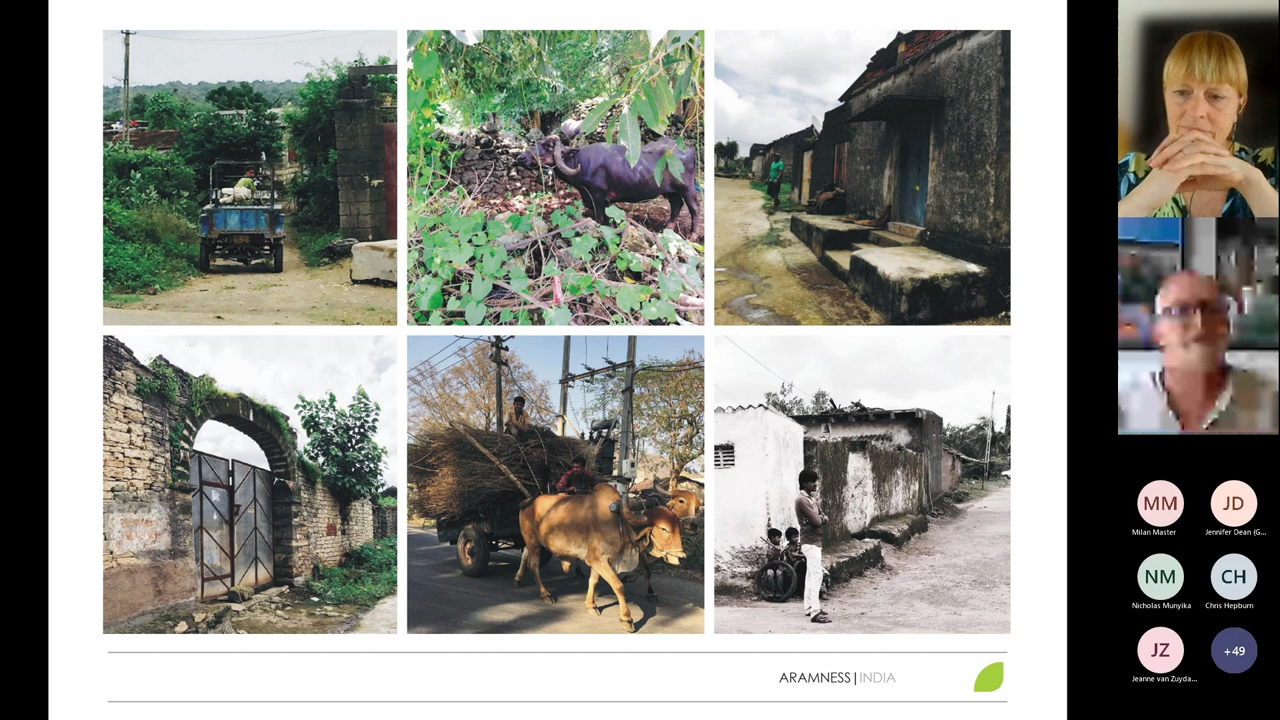 ARAMNESS|INDIA
MM
Milan Master
JD
Jennifer Dean (G...
NM
Nicholas Munyika
CH
Chris Hepburn
JZ
Jeanne van Zuyda...
+49